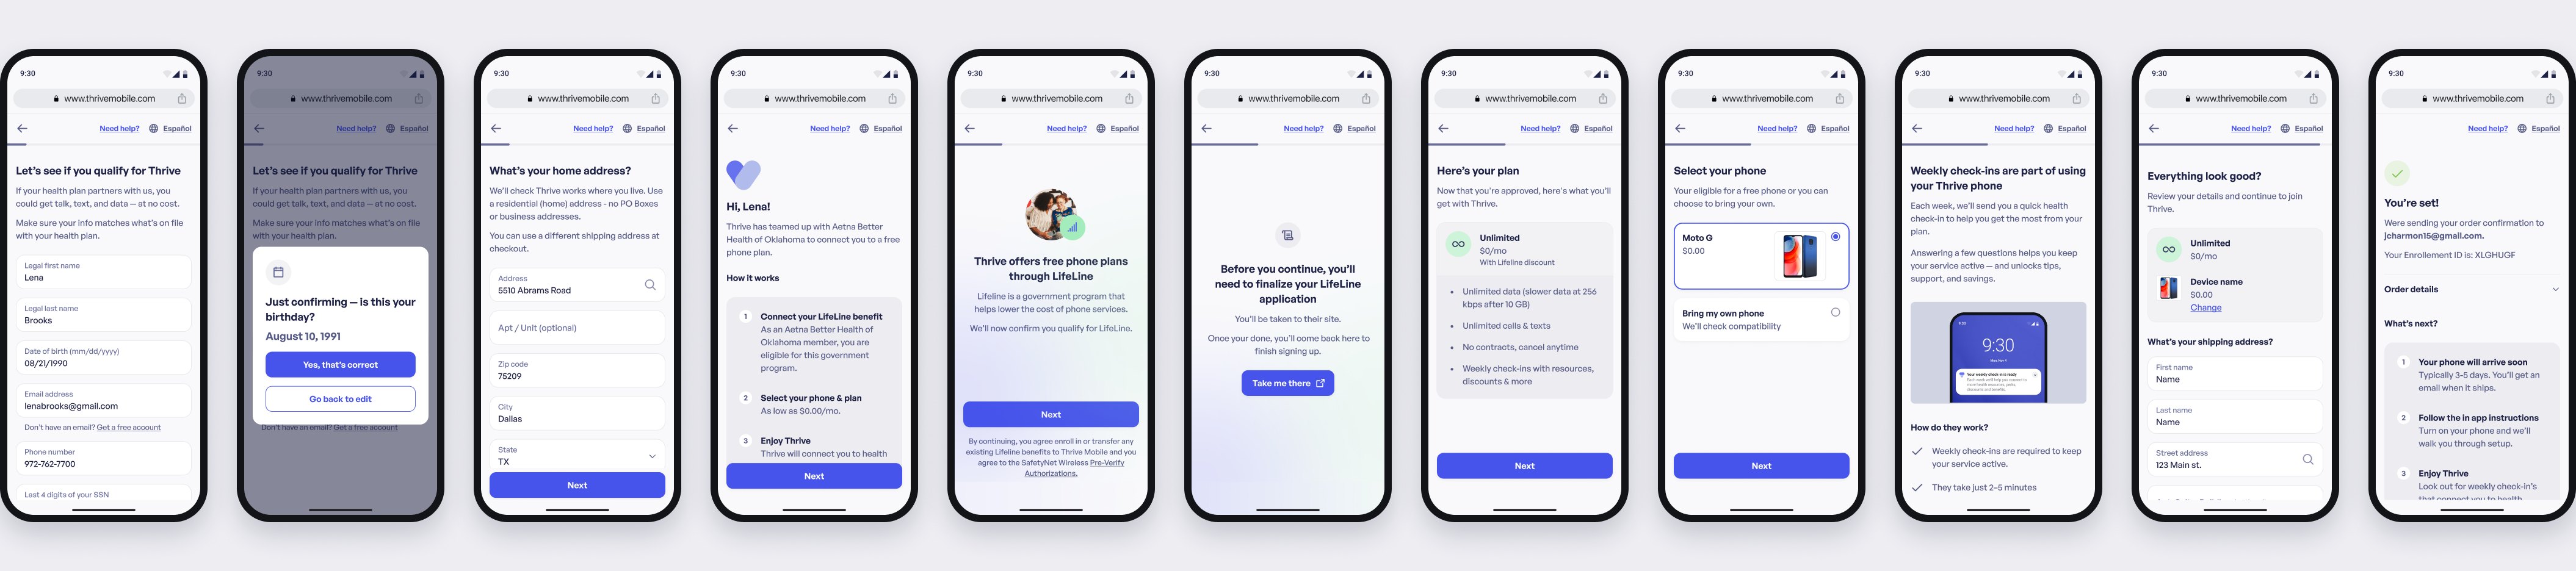 9:30
www.thrivemobile.com
Need help?
Español
Let's see if you qualify for Thrive
If your health plan partners with us, you
could get talk, text, and data — at no cost.
Make sure your info matches what's on file
with your health plan.
Legal first name
Lena
Legal last name
Brooks
Date of birth (mm/dd/yyyy)
08/21/1990
Email address
lenabrooks@gmail.com
Don't have an email? Get a free account
Phone number
972-762-7700
Last 4 digits of your SSN
9:30
www.thrivemobile.com
Need help?
Español
Let's see if you qualify for Thrive
If your health plan partners with us, you
could get talk, text, and data — at no cost.
Make sure your info matches what's on file
with your health plan.
Just confirming — is this your
birthday?
August 10, 1991
Yes, that's correct
Go back to edit
Don't have an email? Get a free account
9:30
www.thrivemobile.com
Need help?
Español
What's your home address?
We'll check Thrive works where you live. Use
a residential (home) address - no PO Boxes
or business addresses.
You can use a different shipping address at
checkout.
Address
5510 Abrams Road
Apt / Unit (optional)
Zip code
75209
City
Dallas
State
TX
Next
9:30
www.thrivemobile.com
Need help?
Español
Hi, Lena!
Thrive has teamed up with Aetna Better
Health of Oklahoma to connect you to a free
phone plan.
How it works
1
Connect your LifeLine benefit
As an Aetna Better Health of
Oklahoma member, you are
eligible for this government
program.
2
Select your phone & plan
As low as $0.00/mo.
3
Enjoy Thrive
Thrive will connect you to health
Next
9:30
www.thrivemobile.com
Need help?
Español
Thrive offers free phone plans
through LifeLine
Lifeline is a government program that
helps lower the cost of phone services.
We'll now confirm you qualify for LifeLine.
Next
By continuing, you agree enroll in or transfer any
existing Lifeline benefits to Thrive Mobile and you
agree to the SafetyNet Wireless Pre-Verify
Authorizations.
9:30
www.thrivemobile.com
Need help?
Español
Before you continue, you'll
need to finalize your LifeLine
application
You'll be taken to their site.
Once your done, you'll come back here to
finish signing up.
Take me there
9:30
www.thrivemobile.com
Need help?
Español
Here's your plan
Now that you're approved, here's what you'll
get with Thrive.
Unlimited
$0/mo
With Lifeline discount
• Unlimited data (slower data at 256
kbps after 10 GB)
• Unlimited calls & texts
• No contracts, cancel anytime
• Weekly check-ins with resources,
discounts & more
Next
9:30
www.thrivemobile.com
Need help?
Español
Select your phone
Your eligible for a free phone or you can
choose to bring your own.
Moto G
$0.00
Bring my own phone
We'll check compatibility
Next
9:30
www.thrivemobile.com
Need help?
Español
Weekly check-ins are part of using
your Thrive phone
Each week, we'll send you a quick health
check-in to help you get the most from your
plan.
Answering a few questions helps you keep
your service active — and unlocks tips,
support, and savings.
9:30
Your weekly check-in is ready
How do they work?
Weekly check-ins are required to keep
your service active.
They take just 2–5 minutes
9:30
www.thrivemobile.com
Need help?
Español
Everything look good?
Review your details and continue to join
Thrive.
Unlimited
$0/mo
Device name
$0.00
Change
What's your shipping address?
First name
Name
Last name
Name
Street address
123 Main st.
9:30
www.thrivemobile.com
Need help?
Español
You're set!
Were sending your order confirmation to
jcharmon15@gmail.com.
Your Enrollment ID is: XLGHUGF
Order details
What's next?
1
Your phone will arrive soon
Typically 3-5 days. You'll get an
email when it ships.
2
Follow the in app instructions
Turn on your phone and we'll
walk you through setup.
3
Enjoy Thrive
Look out for weekly check-in's
that connect you to health